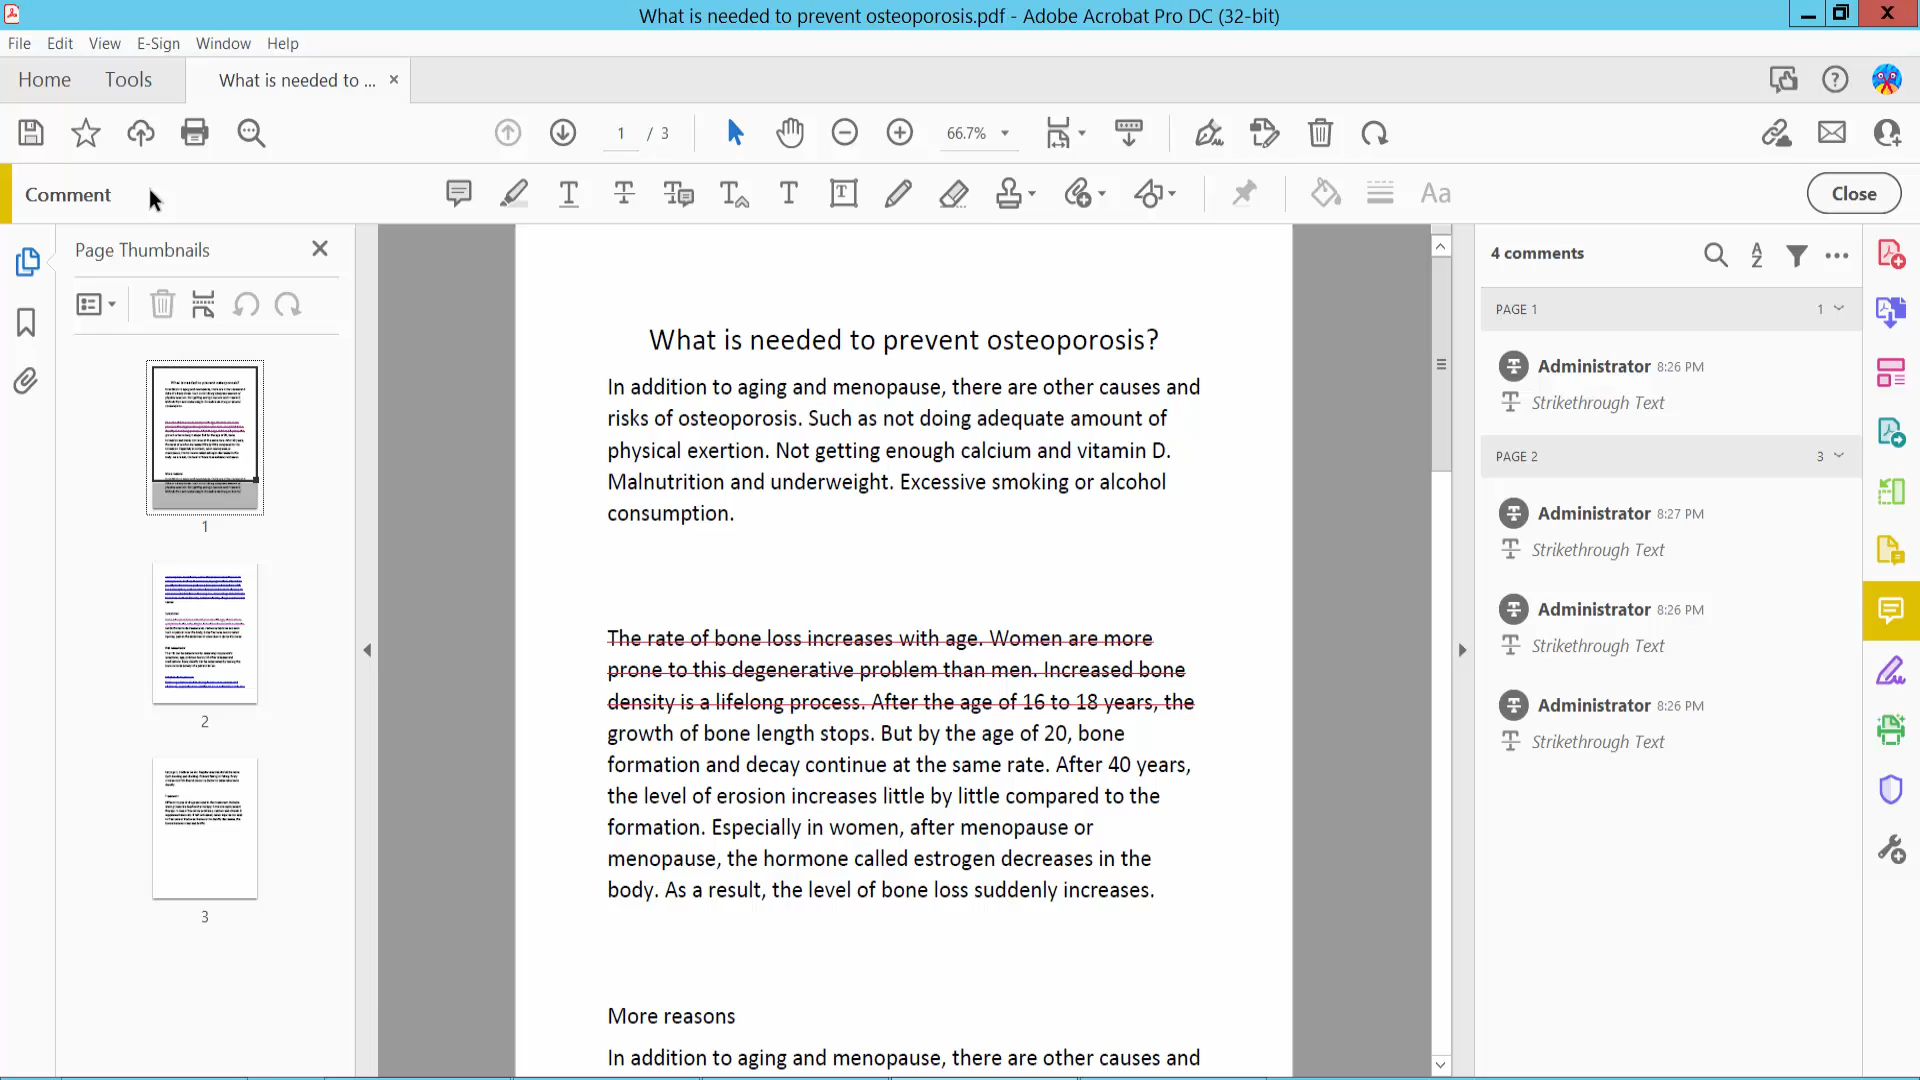 What is needed to prevent osteoporosis.pdf - Adobe Acrobat Pro DC (32-bit)
File Edit View E-Sign Window Help
Home Tools What is needed to ... ×
1 / 3 66.7%
Comment Close
Page Thumbnails
1
2
3
What is needed to prevent osteoporosis?
In addition to aging and menopause, there are other causes and
risks of osteoporosis. Such as not doing adequate amount of
physical exertion. Not getting enough calcium and vitamin D.
Malnutrition and underweight. Excessive smoking or alcohol
consumption.
The rate of bone loss increases with age. Women are more
prone to this degenerative problem than men. Increased bone
density is a lifelong process. After the age of 16 to 18 years, the
growth of bone length stops. But by the age of 20, bone
formation and decay continue at the same rate. After 40 years,
the level of erosion increases little by little compared to the
formation. Especially in women, after menopause or
menopause, the hormone called estrogen decreases in the
body. As a result, the level of bone loss suddenly increases.
More reasons
In addition to aging and menopause, there are other causes and
4 comments
PAGE 1 1
Administrator 8:26 PM
Strikethrough Text
PAGE 2 3
Administrator 8:27 PM
Strikethrough Text
Administrator 8:26 PM
Strikethrough Text
Administrator 8:26 PM
Strikethrough Text